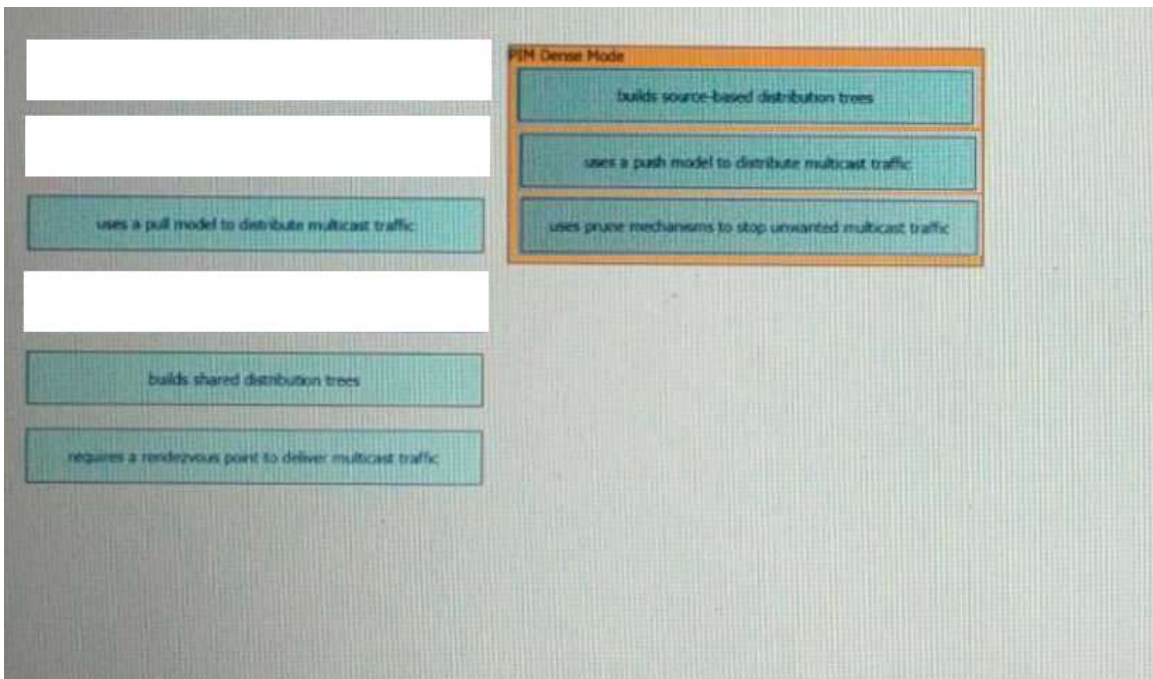 PIM Dense Mode
builds source-based distribution trees
uses a push model to distribute multicast traffic
uses a pull model to distribute multicast traffic
uses prune mechanisms to stop unwanted multicast traffic
builds shared distribution trees
requires a rendezvous point to deliver multicast traffic